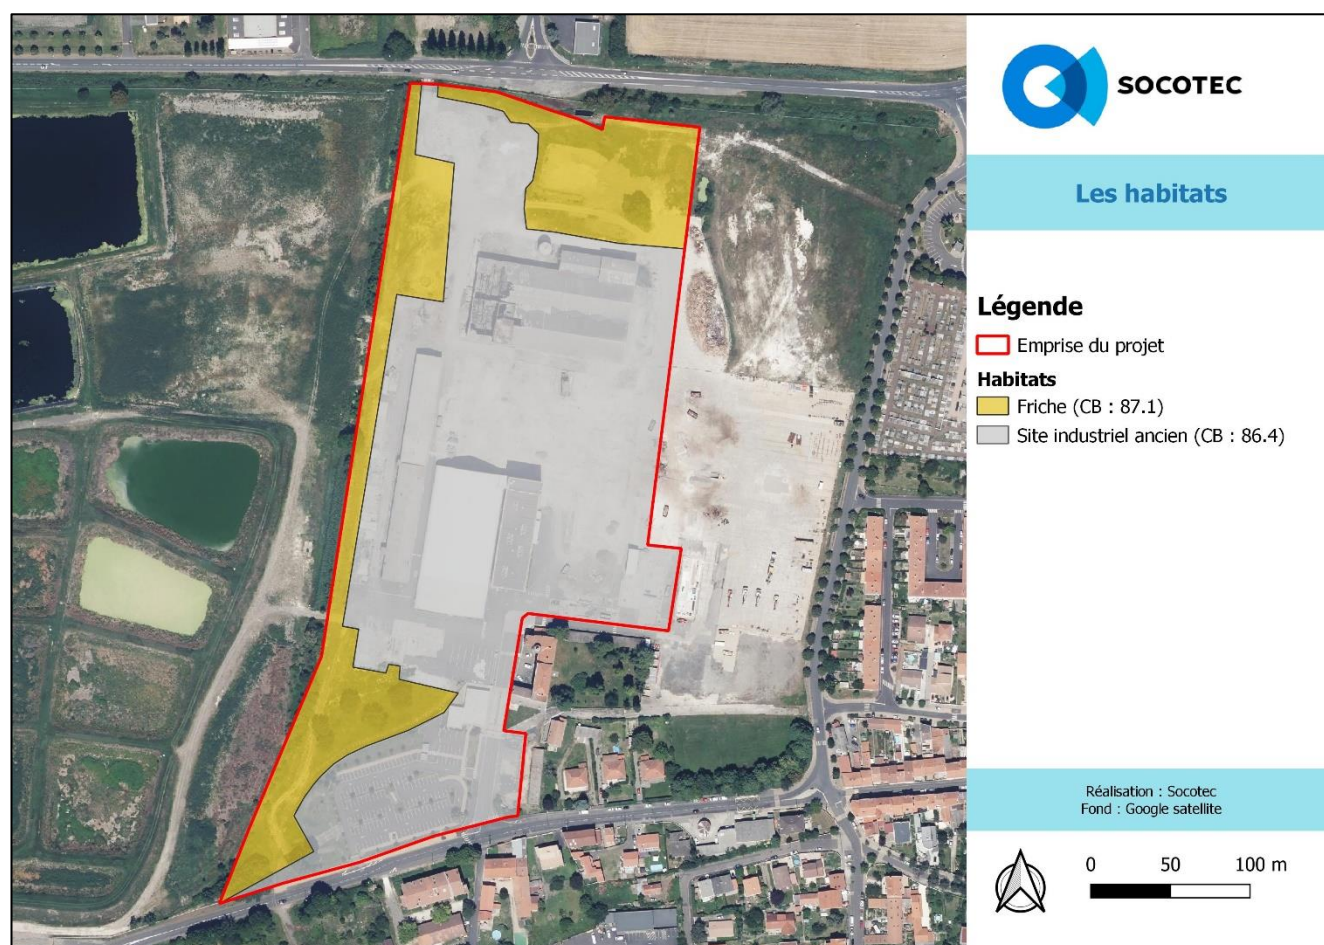 SOCOTEC
Les habitats
Légende
Emprise du projet
Habitats
Friche (CB : 87.1)
Site industriel ancien (CB : 86.4)
Réalisation : Socotec
Fond : Google satellite
0 50 100 m